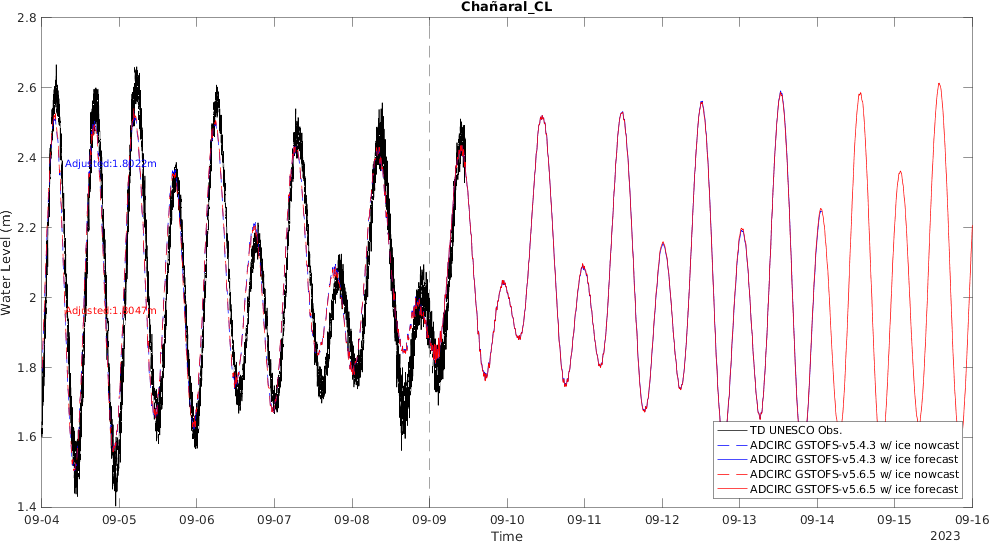 Chañaral_CL
2.8
2.6
2.4
2.2
2
1.8
1.6
1.4
Water Level (m)
Adjusted:1.8022m
Adjusted:1.8047m
TD UNESCO Obs.
ADCIRC GSTOFS-v5.4.3 w/ ice nowcast
ADCIRC GSTOFS-v5.4.3 w/ ice forecast
ADCIRC GSTOFS-v5.6.5 w/ ice nowcast
ADCIRC GSTOFS-v5.6.5 w/ ice forecast
09-04 09-05 09-06 09-07 09-08 09-09 09-10 09-11 09-12 09-13 09-14 09-15 09-16
Time
2023